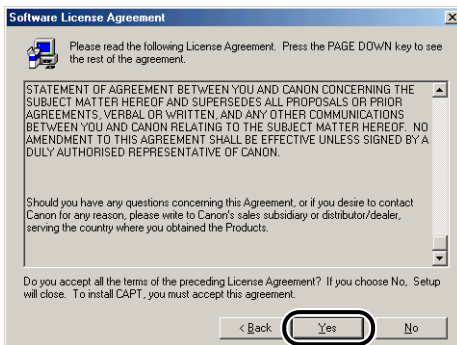 Software License Agreement
Please read the following License Agreement. Press the PAGE DOWN key to see
the rest of the agreement.
STATEMENT OF AGREEMENT BETWEEN YOU AND CANON CONCERNING THE
SUBJECT MATTER HEREOF AND SUPERSEDES ALL PROPOSALS OR PRIOR
AGREEMENTS, VERBAL OR WRITTEN, AND ANY OTHER COMMUNICATIONS
BETWEEN YOU AND CANON RELATING TO THE SUBJECT MATTER HEREOF. NO
AMENDMENT TO THIS AGREEMENT SHALL BE EFFECTIVE UNLESS SIGNED BY A
DULY AUTHORISED REPRESENTATIVE OF CANON.
Should you have any questions concerning this Agreement, or if you desire to contact
Canon for any reason, please write to Canon's sales subsidiary or distributor/dealer,
serving the country where you obtained the Products.
Do you accept all the terms of the preceding License Agreement? If you choose No, Setup
will close. To install CAPT, you must accept this agreement.
< Back Yes No